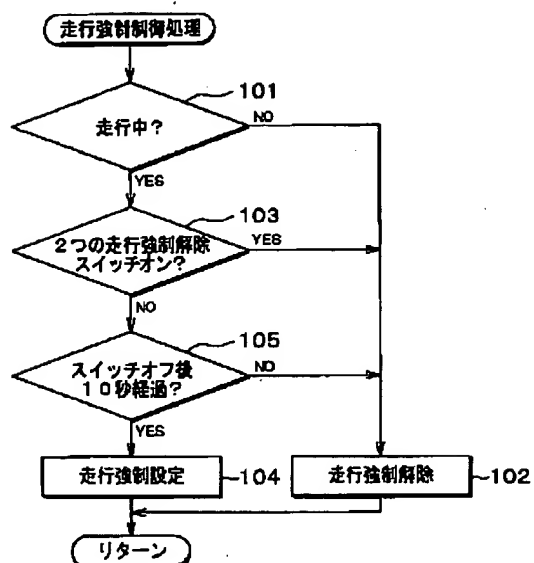 走行強制制御処理
101
走行中?
NO
YES
103
2つの走行強制解除
スイッチオン?
YES
NO
105
スイッチオフ後
10秒経過?
NO
YES
走行強制設定
104
走行強制解除
102
リターン